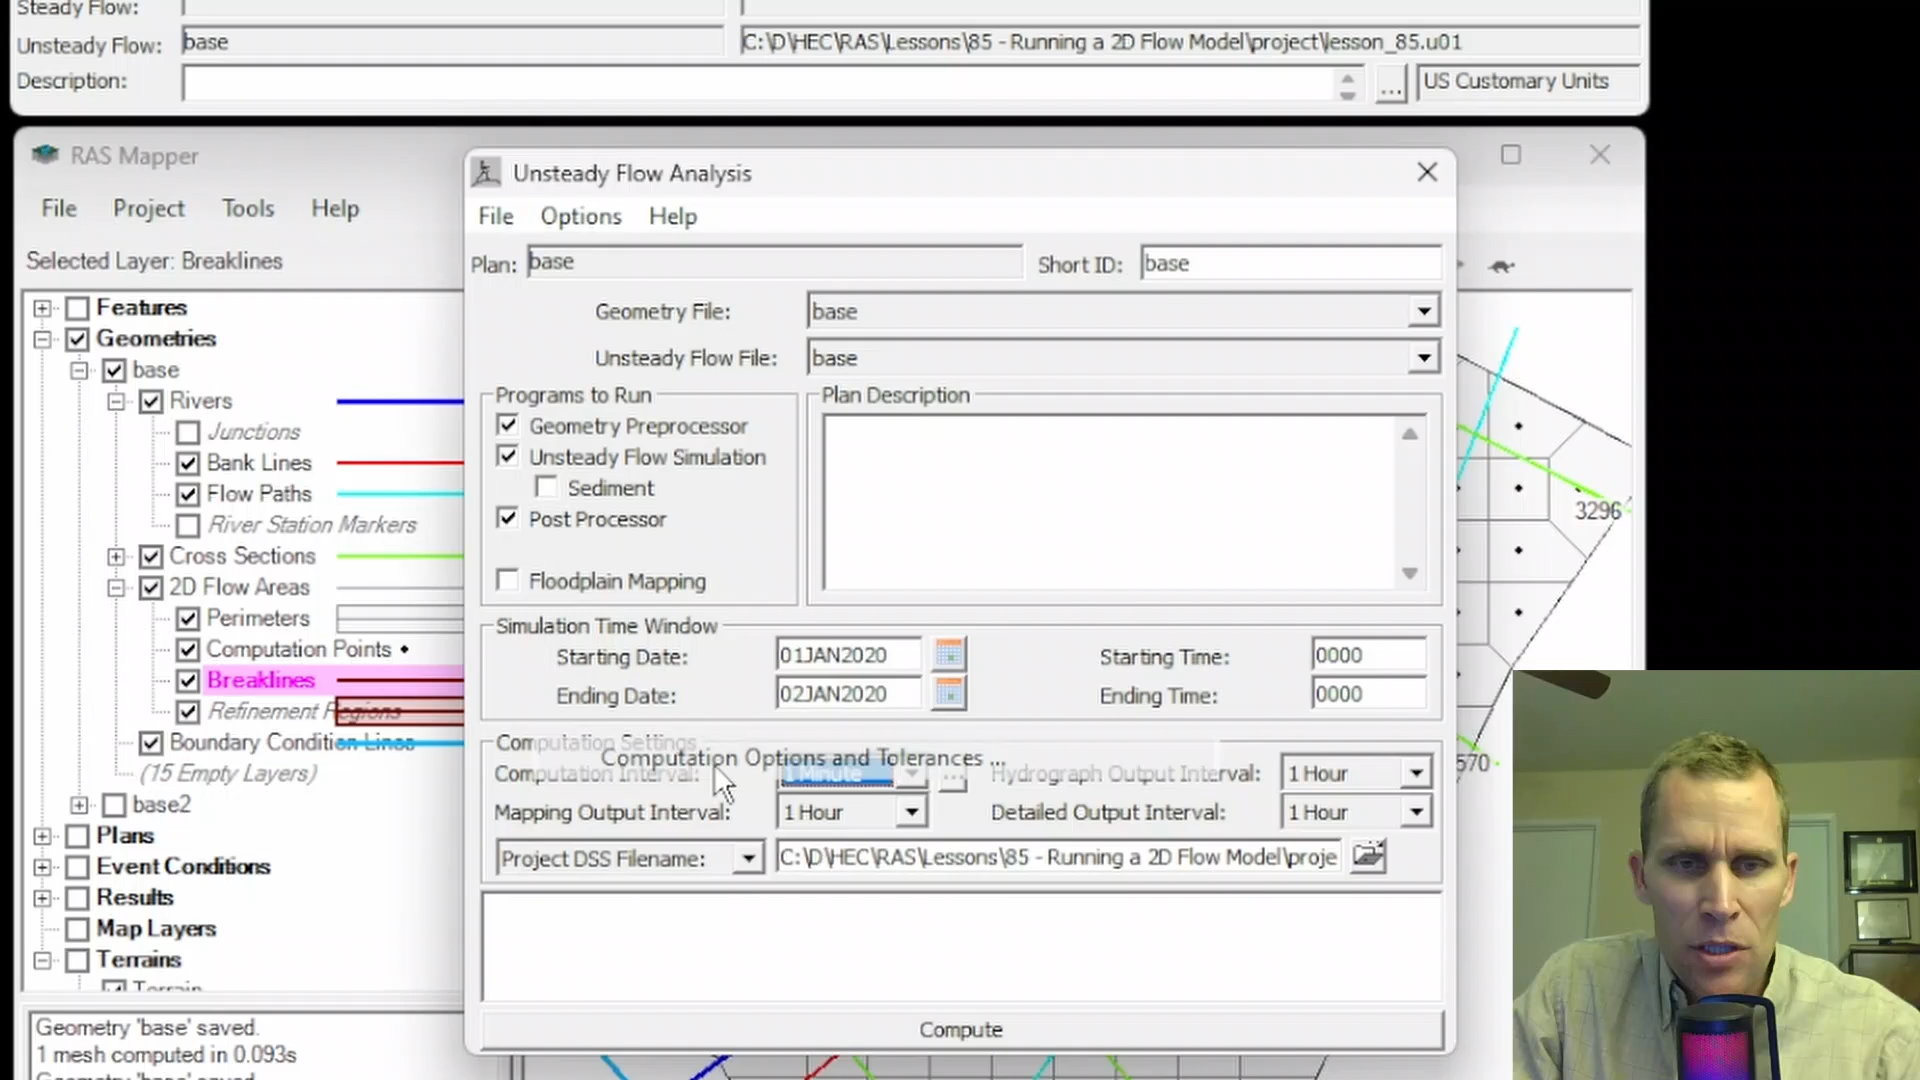 Steady Flow:
Unsteady Flow: base C:\D\HEC\RAS\Lessons\85 - Running a 2D Flow Model\project\lesson_85.u01
Description: ... US Customary Units
RAS Mapper
File Project Tools Help
Selected Layer: Breaklines
Features
Geometries
base
Rivers
Junctions
Bank Lines
Flow Paths
River Station Markers
Cross Sections
2D Flow Areas
Perimeters
Computation Points
Breaklines
Refinement Regions
Boundary Condition Lines
(15 Empty Layers)
base2
Plans
Event Conditions
Results
Map Layers
Terrains
Terrain
Geometry 'base' saved.
1 mesh computed in 0.093s
Geometry 'base' saved.
Unsteady Flow Analysis
File Options Help
Plan: base Short ID: base
Geometry File: base
Unsteady Flow File: base
Programs to Run
Geometry Preprocessor
Unsteady Flow Simulation
Sediment
Post Processor
Floodplain Mapping
Plan Description
Simulation Time Window
Starting Date: 01JAN2020 Starting Time: 0000
Ending Date: 02JAN2020 Ending Time: 0000
Computation Settings
Computation Options and Tolerances ...
Computation Interval: 1 Minute ... Hydrograph Output Interval: 1 Hour
Mapping Output Interval: 1 Hour Detailed Output Interval: 1 Hour
Project DSS Filename: C:\D\HEC\RAS\Lessons\85 - Running a 2D Flow Model\proje
Compute
3296
570